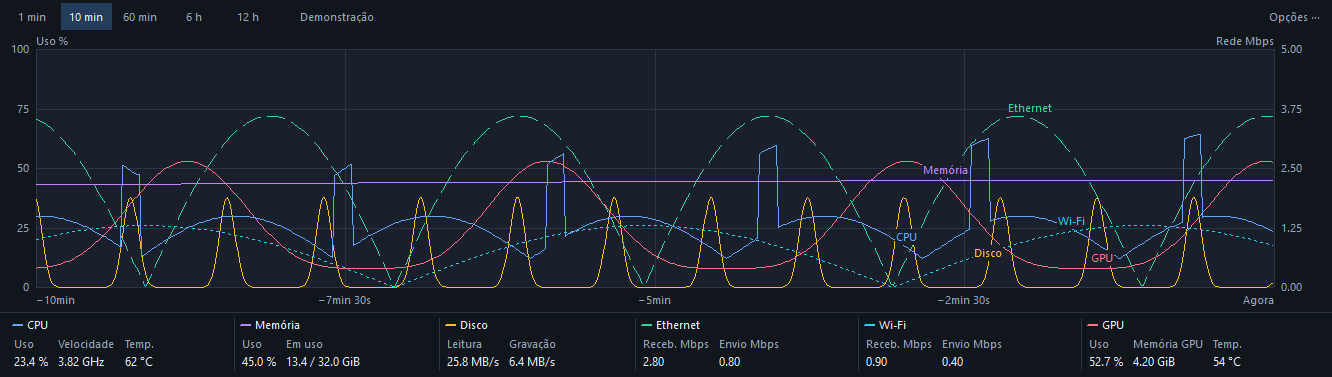 1 min 10 min 60 min 6 h 12 h Demonstração Opções ···
Uso % Rede Mbps
100 5.00
Ethernet
75 3.75
50 2.50
Memória
25 1.25
Wi-Fi
CPU
Disco
GPU
0 0.00
−10min −7min 30s −5min −2min 30s Agora
CPU Memória Disco Ethernet Wi-Fi GPU
Uso Velocidade Temp. Uso Em uso Leitura Gravação Receb. Mbps Envio Mbps Receb. Mbps Envio Mbps Uso Memória GPU Temp.
23.4 % 3.82 GHz 62 °C 45.0 % 13.4 / 32.0 GiB 25.8 MB/s 6.4 MB/s 2.80 0.80 0.90 0.40 52.7 % 4.20 GiB 54 °C